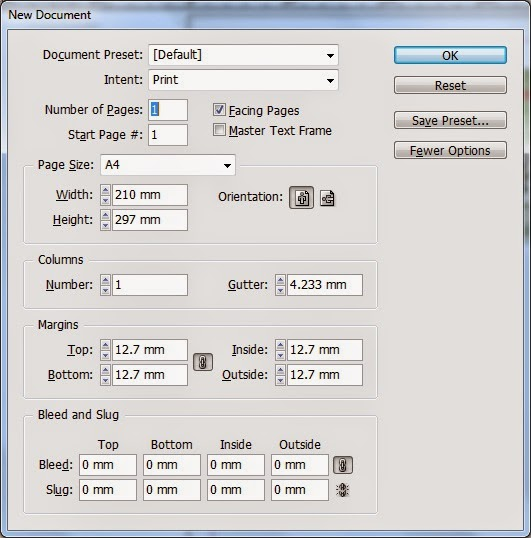 New Document
Document Preset: [Default] OK
Intent: Print Reset
Number of Pages: 1 Facing Pages Save Preset...
Start Page #: 1 Master Text Frame
Fewer Options
Page Size: A4
Width: 210 mm Orientation:
Height: 297 mm
Columns
Number: 1 Gutter: 4.233 mm
Margins
Top: 12.7 mm Inside: 12.7 mm
Bottom: 12.7 mm Outside: 12.7 mm
Bleed and Slug
Top Bottom Inside Outside
Bleed: 0 mm 0 mm 0 mm 0 mm
Slug: 0 mm 0 mm 0 mm 0 mm